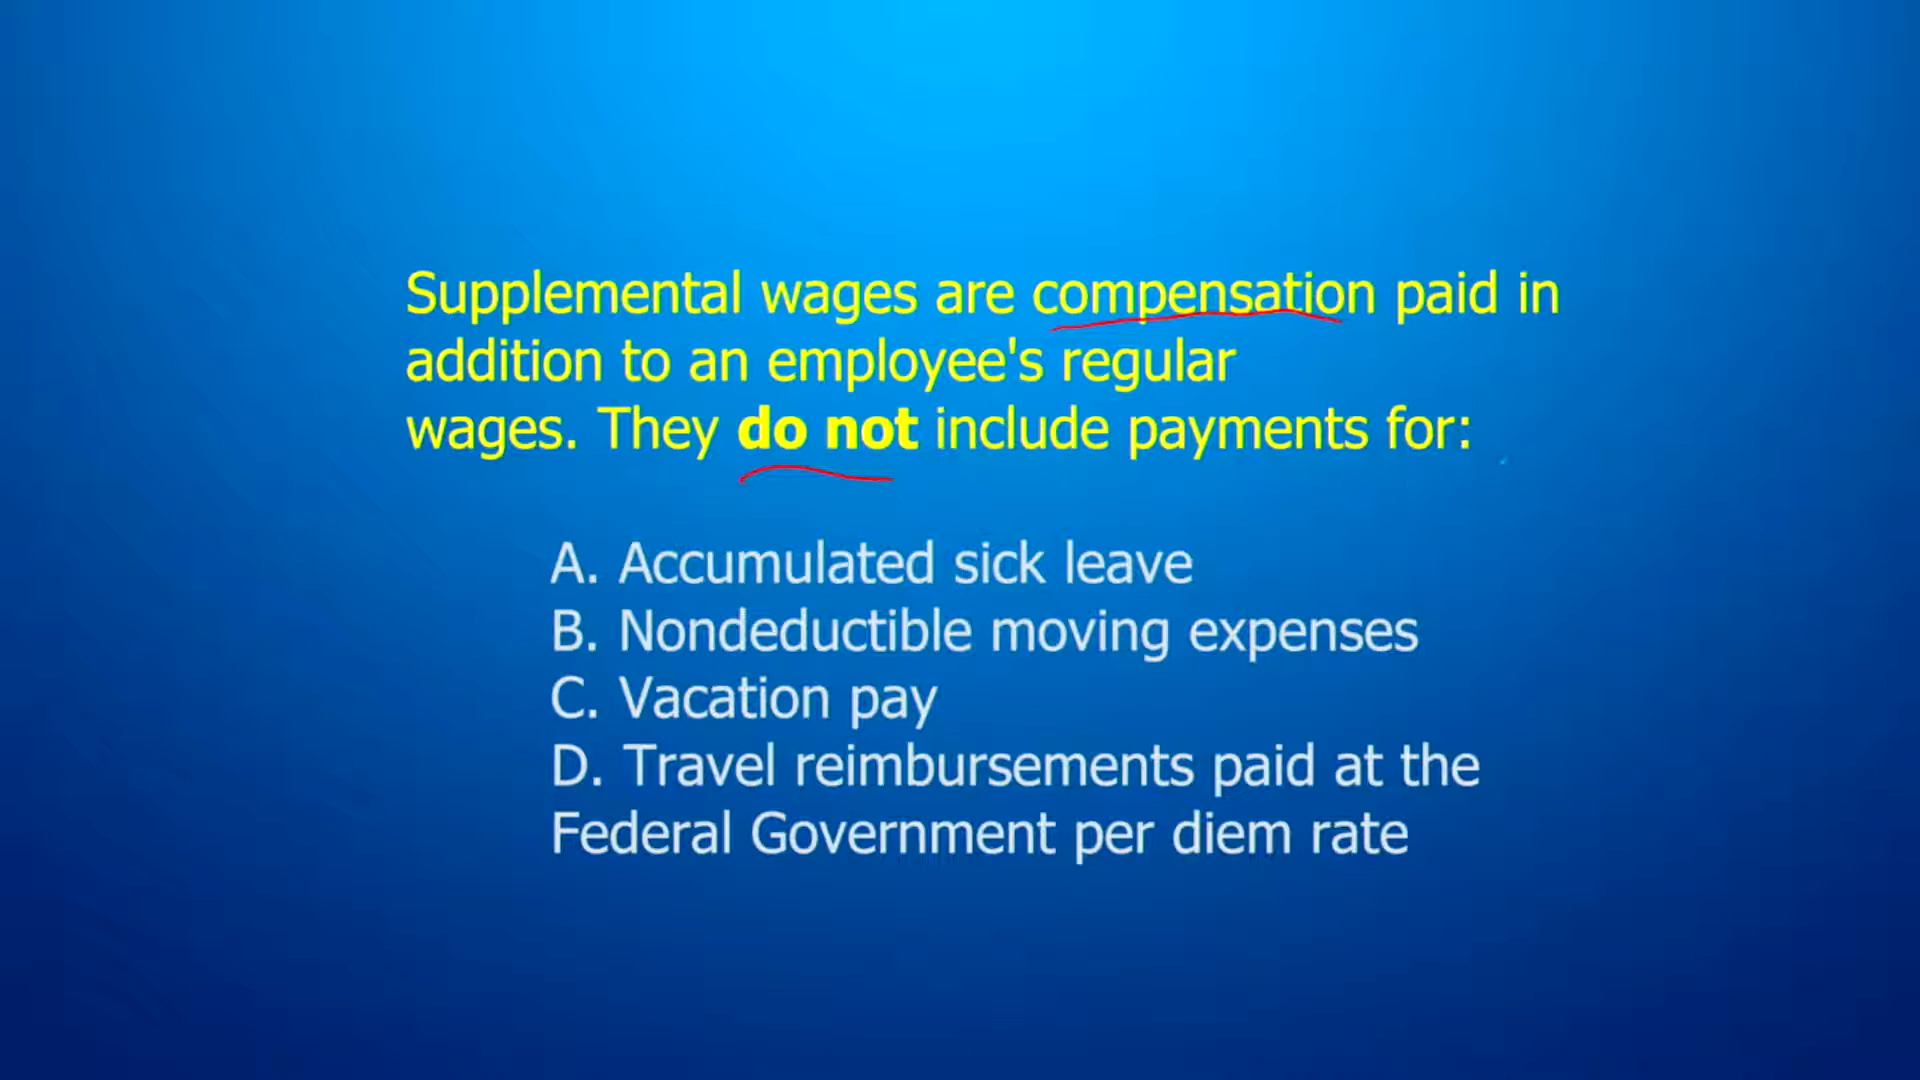 Supplemental wages are compensation paid in
addition to an employee's regular
wages. They do not include payments for:
A. Accumulated sick leave
B. Nondeductible moving expenses
C. Vacation pay
D. Travel reimbursements paid at the
Federal Government per diem rate